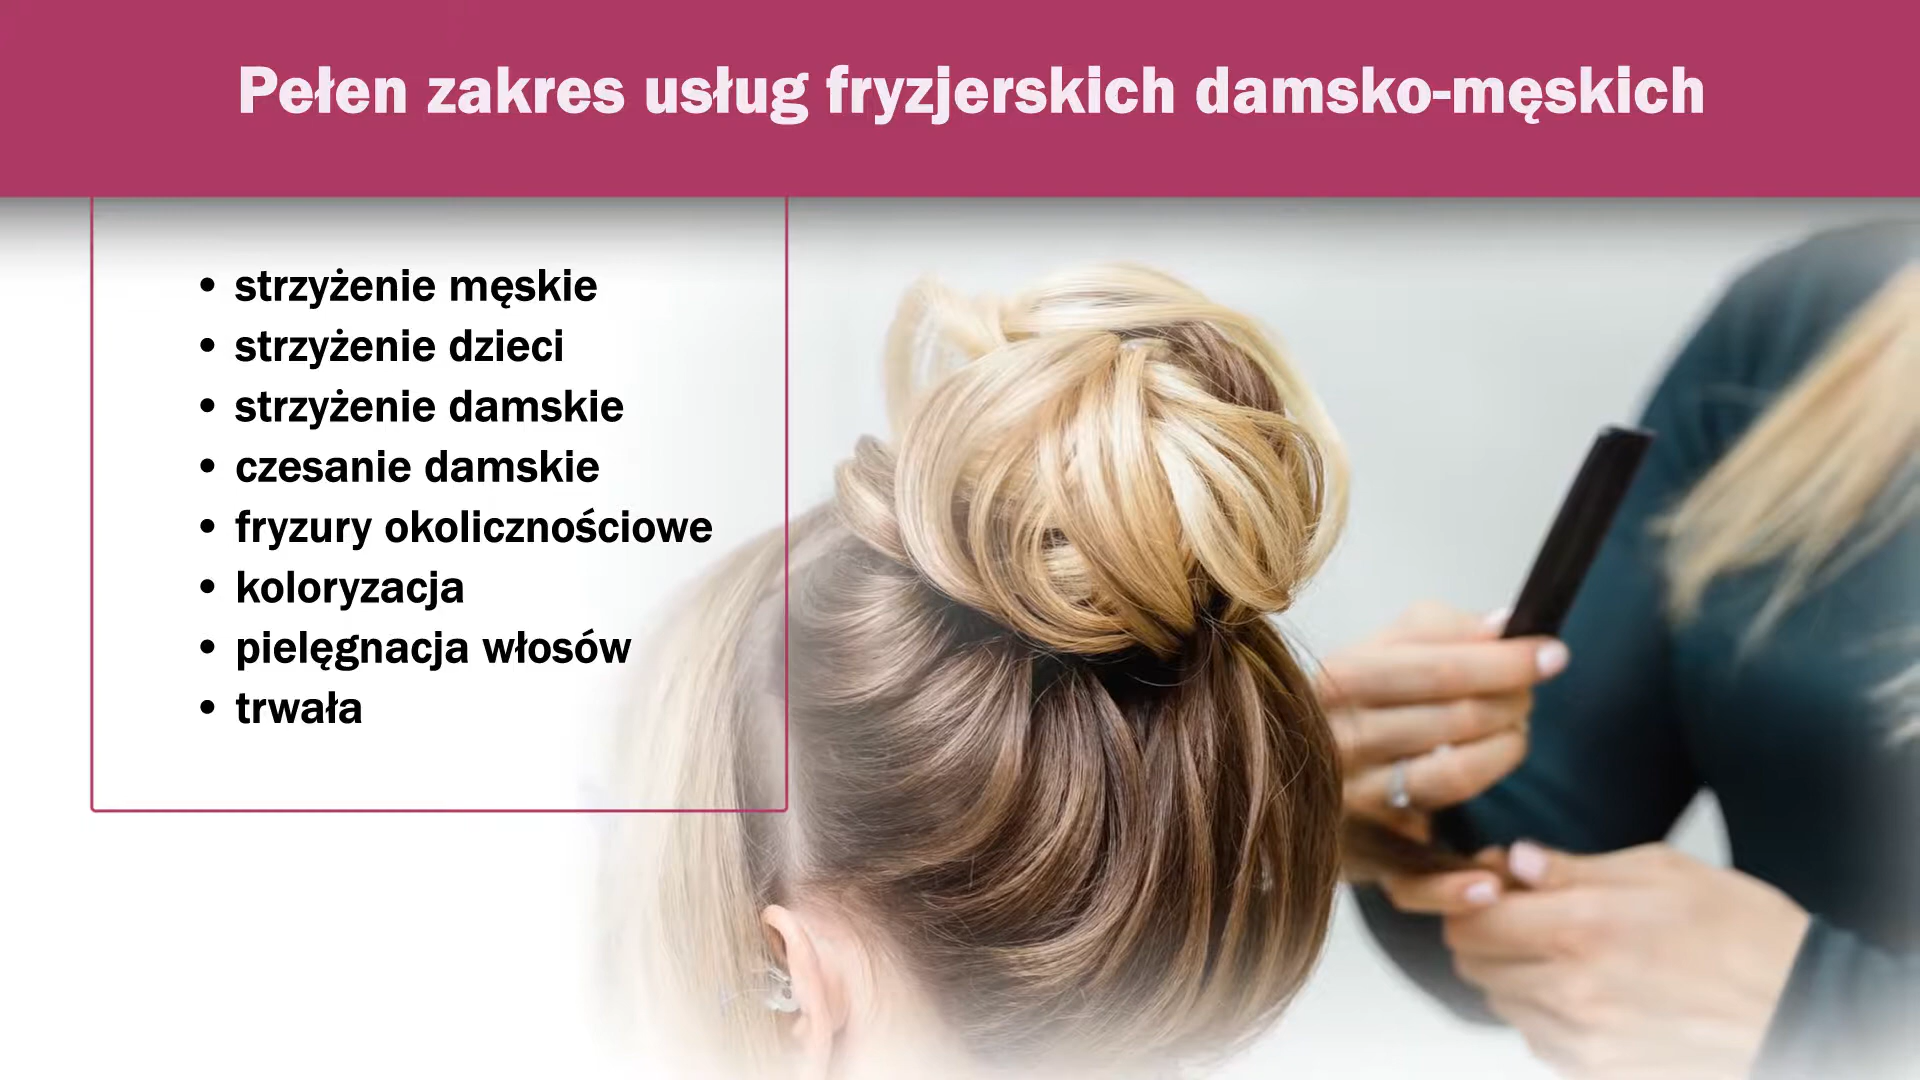 Pełen zakres usług fryzjerskich damsko-męskich
• strzyżenie męskie
• strzyżenie dzieci
• strzyżenie damskie
• czesanie damskie
• fryzury okolicznościowe
• koloryzacja
• pielęgnacja włosów
• trwała